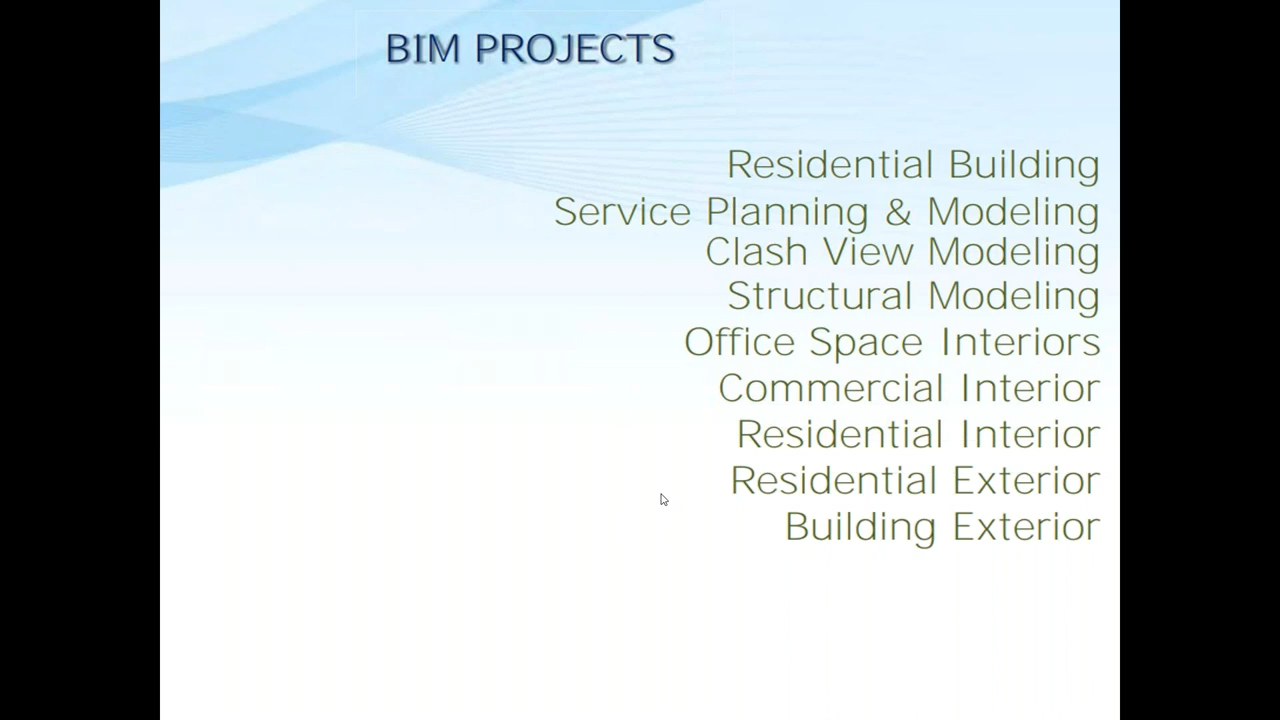 BIM PROJECTS
Residential Building
Service Planning & Modeling
Clash View Modeling
Structural Modeling
Office Space Interiors
Commercial Interior
Residential Interior
Residential Exterior
Building Exterior